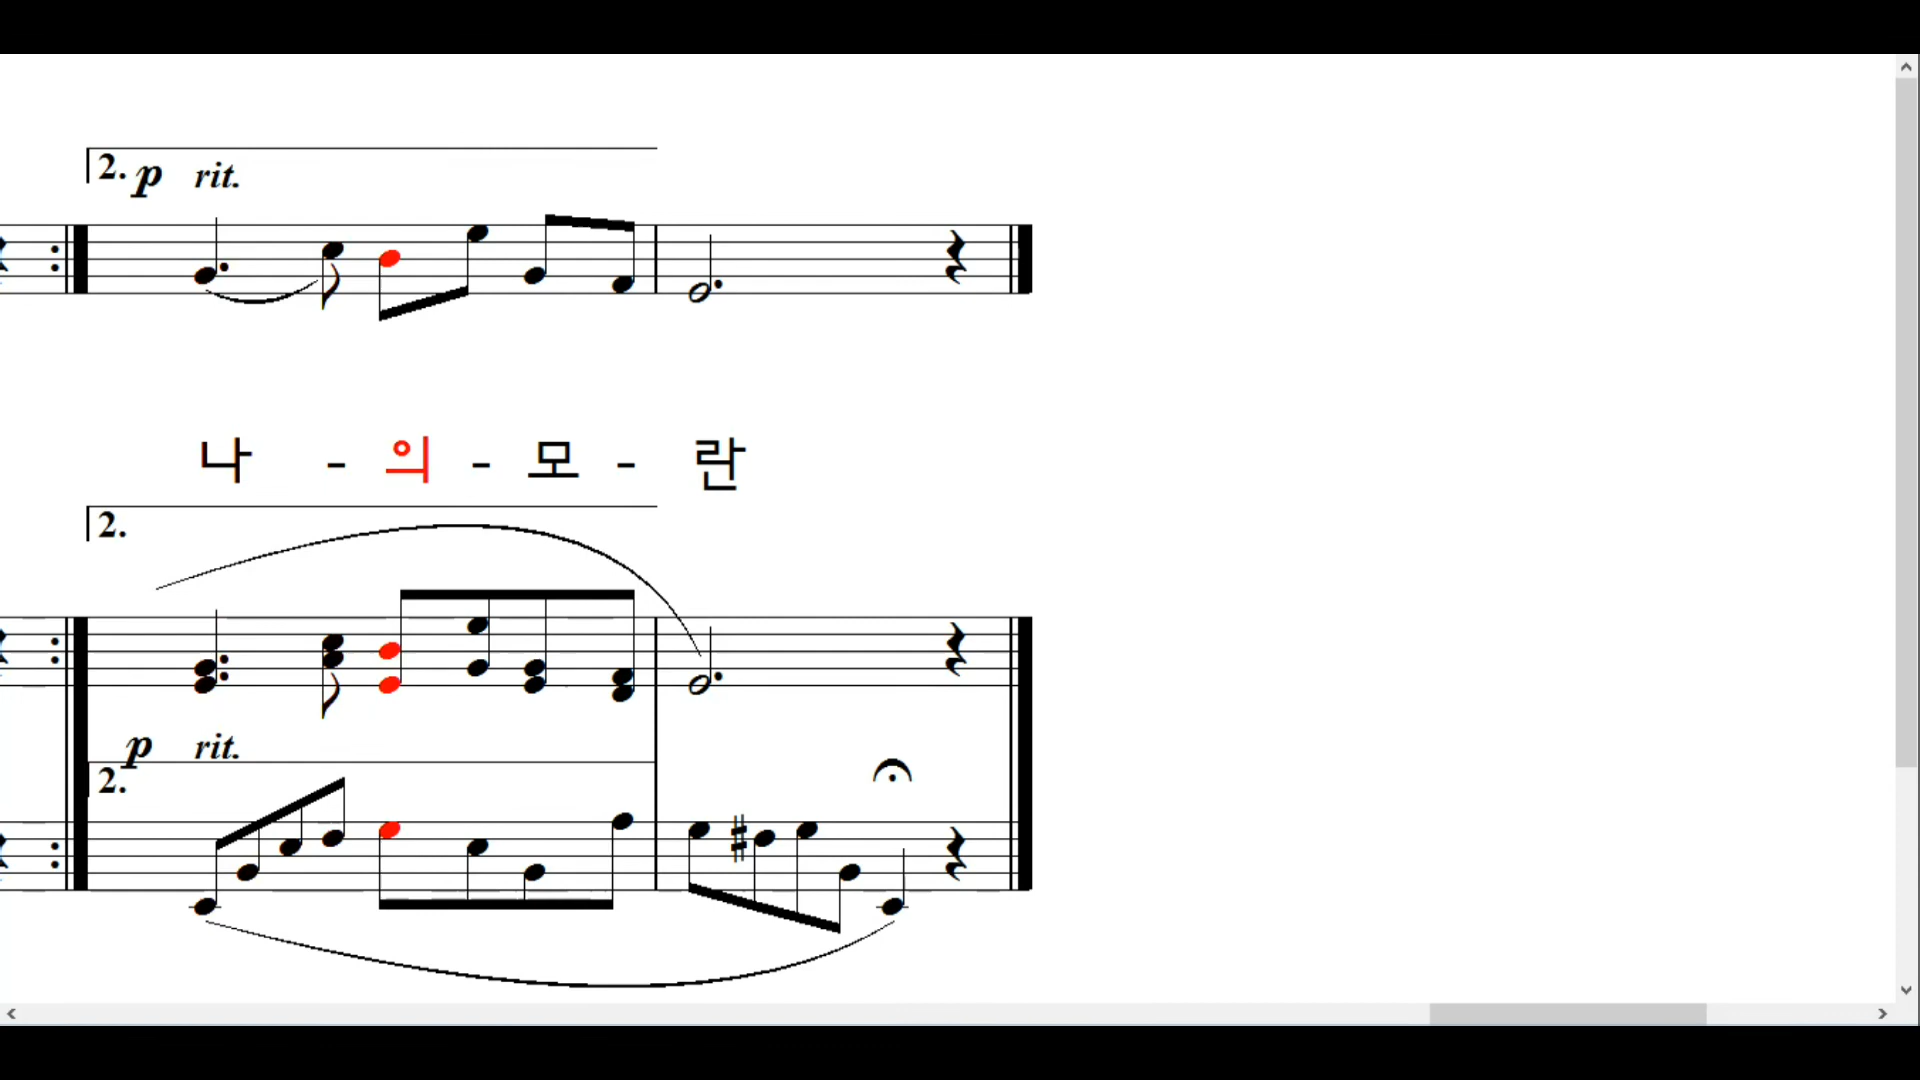 2. p rit.
나 - 의 - 모 - 란
2.
p rit.
2.